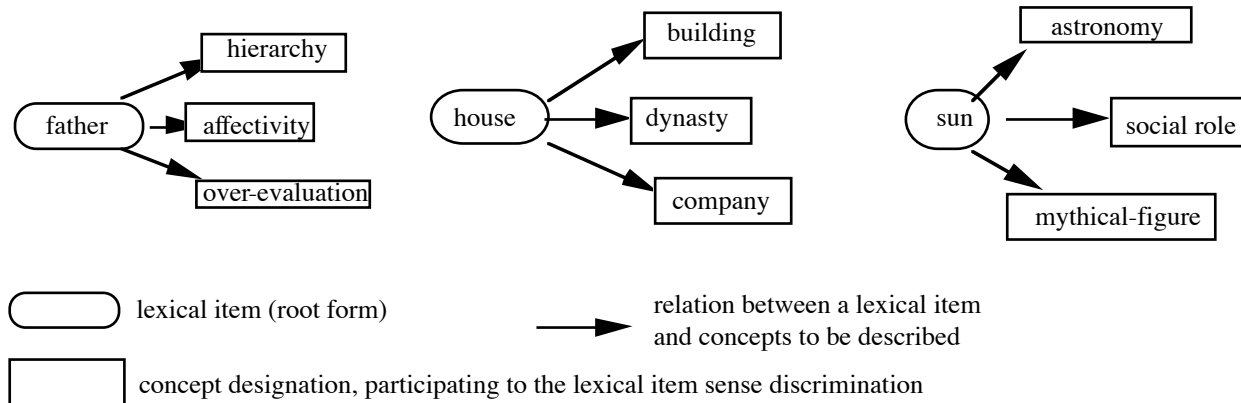 father
hierarchy
affectivity
over-evaluation
house
building
dynasty
company
sun
astronomy
social role
mythical-figure
lexical item (root form)
relation between a lexical item
and concepts to be described
concept designation, participating to the lexical item sense discrimination